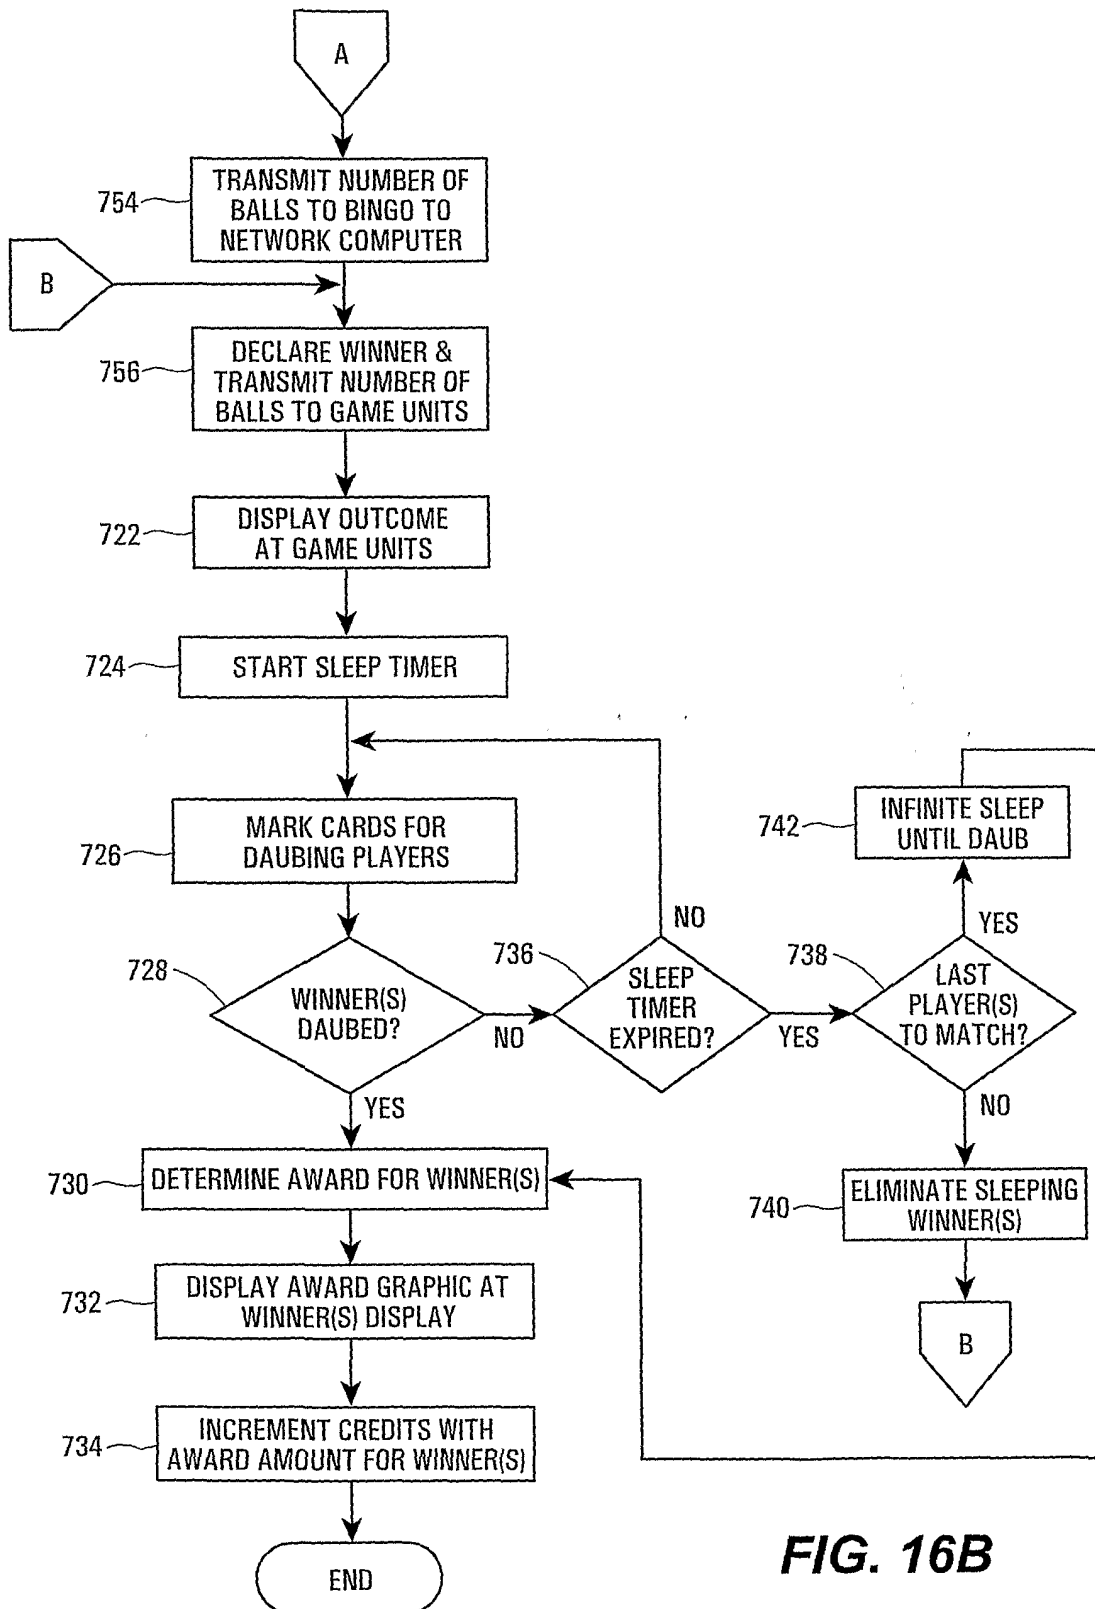 A
754
TRANSMIT NUMBER OF
BALLS TO BINGO TO
NETWORK COMPUTER
B
756
DECLARE WINNER &
TRANSMIT NUMBER OF
BALLS TO GAME UNITS
722
DISPLAY OUTCOME
AT GAME UNITS
724
START SLEEP TIMER
726
MARK CARDS FOR
DAUBING PLAYERS
728
WINNER(S)
DAUBED?
NO
YES
736
SLEEP
TIMER
EXPIRED?
NO
YES
738
LAST
PLAYER(S)
TO MATCH?
YES
NO
742
INFINITE SLEEP
UNTIL DAUB
740
ELIMINATE SLEEPING
WINNER(S)
B
730
DETERMINE AWARD FOR WINNER(S)
732
DISPLAY AWARD GRAPHIC AT
WINNER(S) DISPLAY
734
INCREMENT CREDITS WITH
AWARD AMOUNT FOR WINNER(S)
END
FIG. 16B